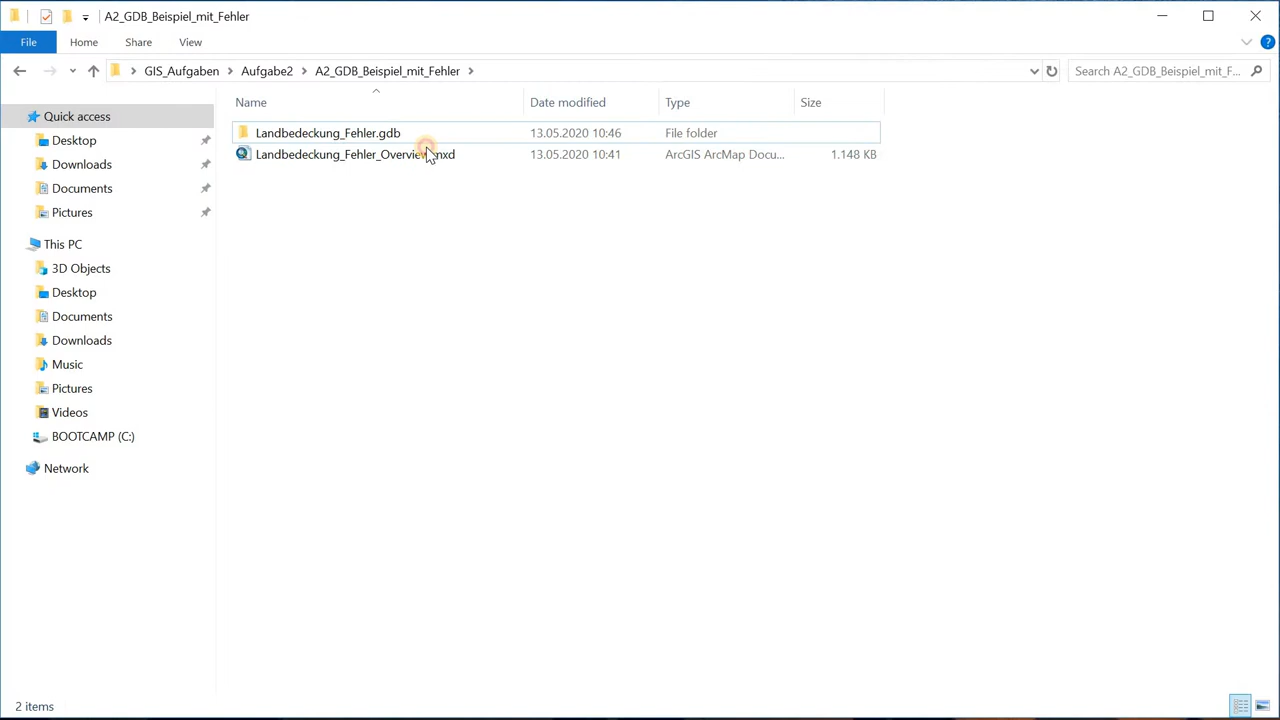 A2_GDB_Beispiel_mit_Fehler
File Home Share View
GIS_Aufgaben Aufgabe2 A2_GDB_Beispiel_mit_Fehler Search A2_GDB_Beispiel_mit_F...
Name Date modified Type Size
Quick access
Desktop
Downloads
Documents
Pictures
This PC
3D Objects
Desktop
Documents
Downloads
Music
Pictures
Videos
BOOTCAMP (C:)
Network
Landbedeckung_Fehler.gdb 13.05.2020 10:46 File folder
Landbedeckung_Fehler_Overview.mxd 13.05.2020 10:41 ArcGIS ArcMap Docu... 1.148 KB
2 items